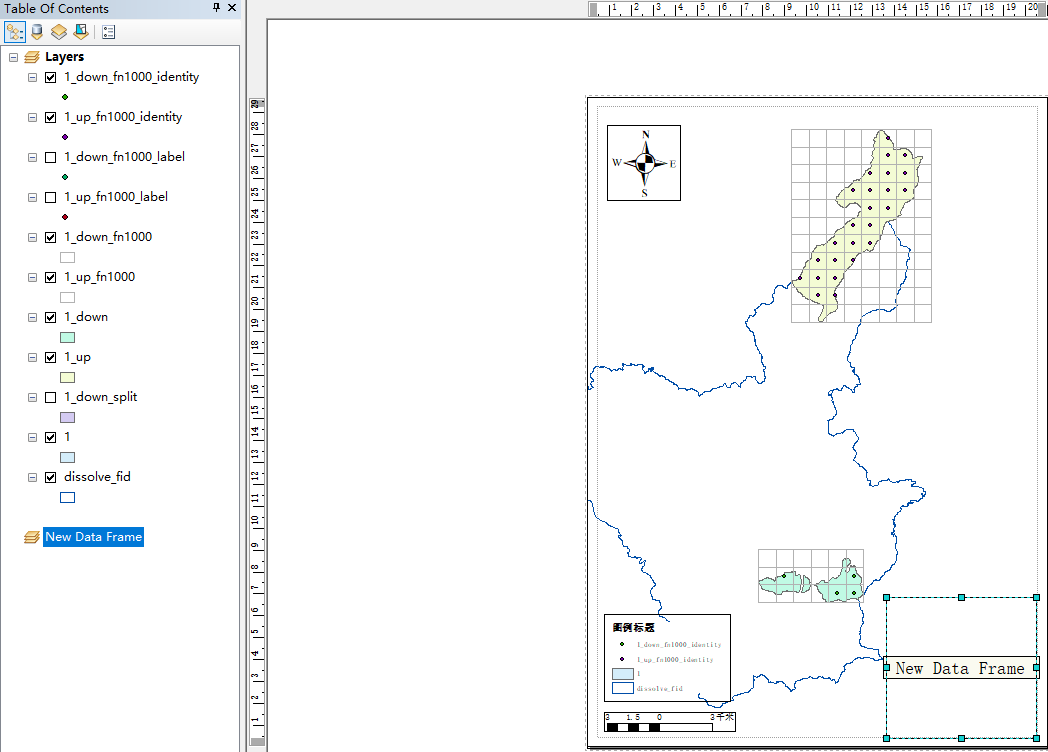 Table Of Contents
Layers
1_down_fn1000_identity
1_up_fn1000_identity
1_down_fn1000_label
1_up_fn1000_label
1_down_fn1000
1_up_fn1000
1_down
1_up
1_down_split
1
dissolve_fid
New Data Frame
1 2 3 4 5 6 7 8 9 10 11 12 13 14 15 16 17 18 19 20
29 28 27 26 25 24 23 22 21 20 19 18 17 16 15 14 13 12 11 10 9 8 7 6 5 4 3 2 1
N
W E
S
图例标题
1_down_fn1000_identity
1_up_fn1000_identity
1
dissolve_fid
3 1.5 0 3 千米
New Data Frame